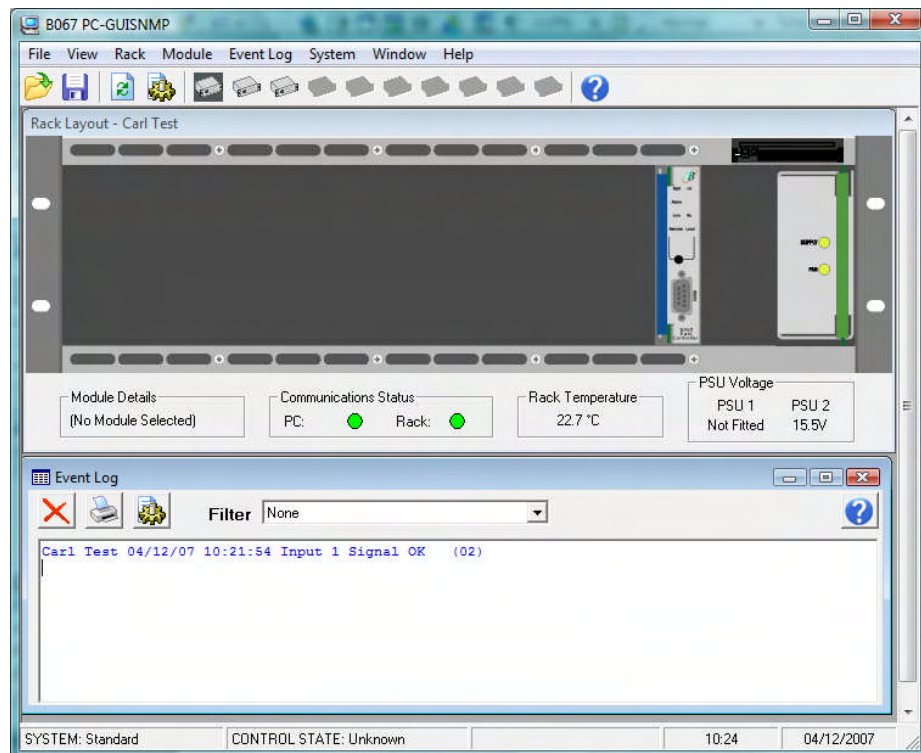 B067 PC-GUISNMP
File View Rack Module Event Log System Window Help
Rack Layout - Carl Test
SUPPLY
Module Details
(No Module Selected)
Communications Status
PC: Rack:
Rack Temperature
22.7 °C
PSU Voltage
PSU 1 PSU 2
Not Fitted 15.5V
Event Log
Filter None
Carl Test 04/12/07 10:21:54 Input 1 Signal OK (02)
SYSTEM: Standard CONTROL STATE: Unknown 10:24 04/12/2007